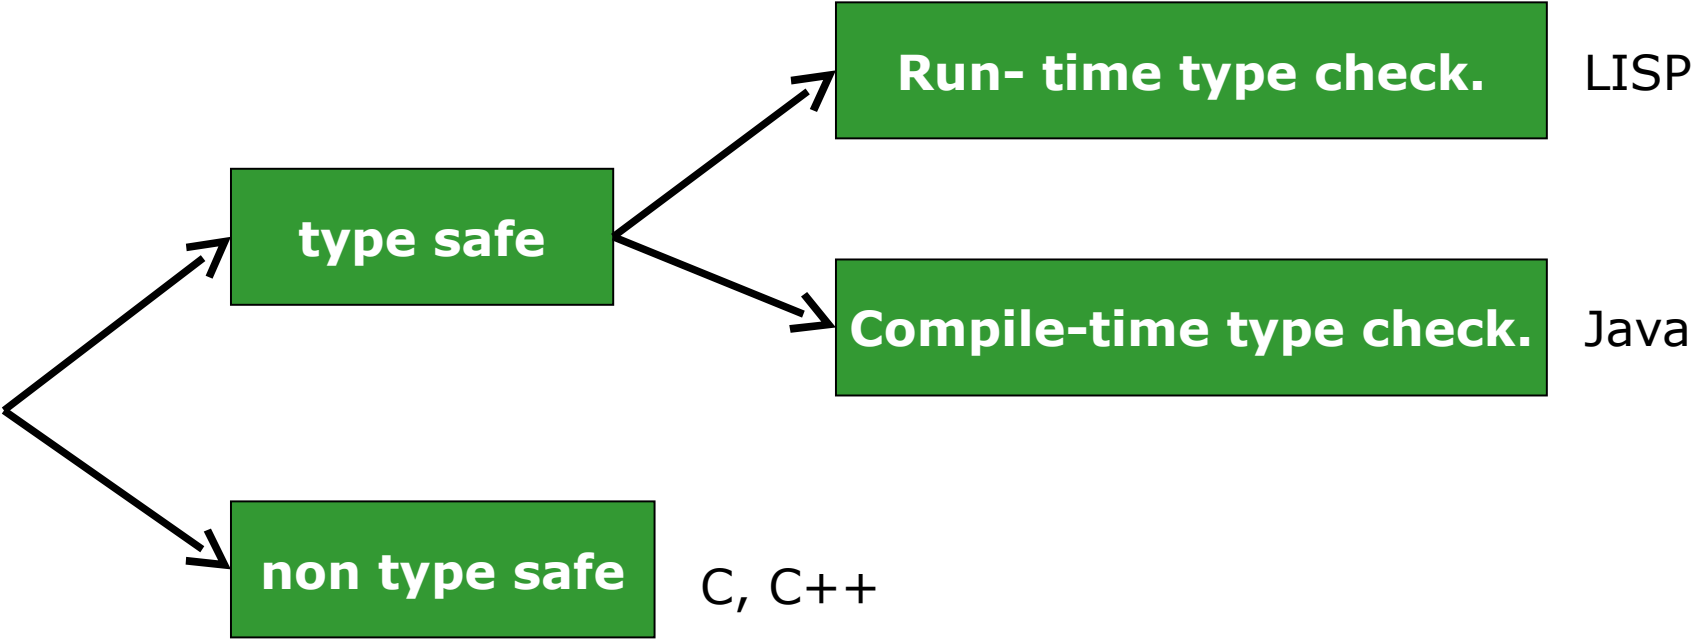 Run- time type check.
LISP
type safe
Compile-time type check.
Java
non type safe
C, C++